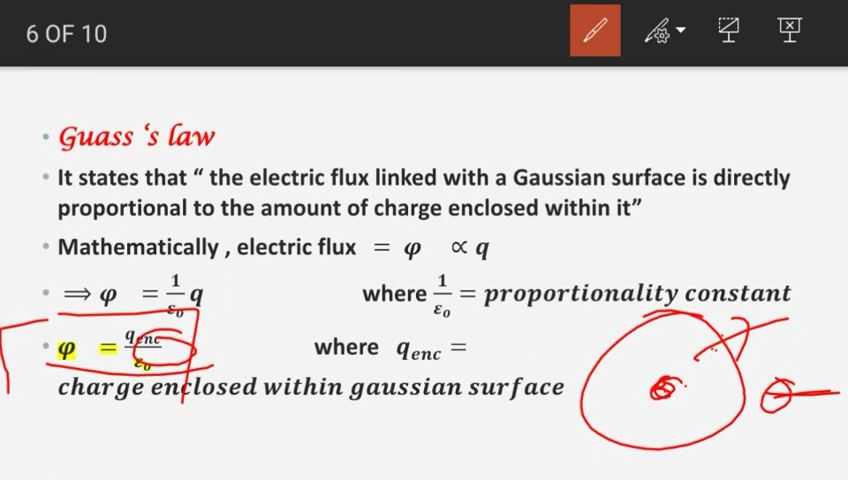 6 OF 10
• Guass ‘s law
• It states that “ the electric flux linked with a Gaussian surface is directly
proportional to the amount of charge enclosed within it”
• Mathematically , electric flux = φ ∝ q
• ⟹ φ = 1/ε₀ q where 1/ε₀ = proportionality constant
• φ = qenc/ε₀ where qenc =
charge enclosed within gaussian surface